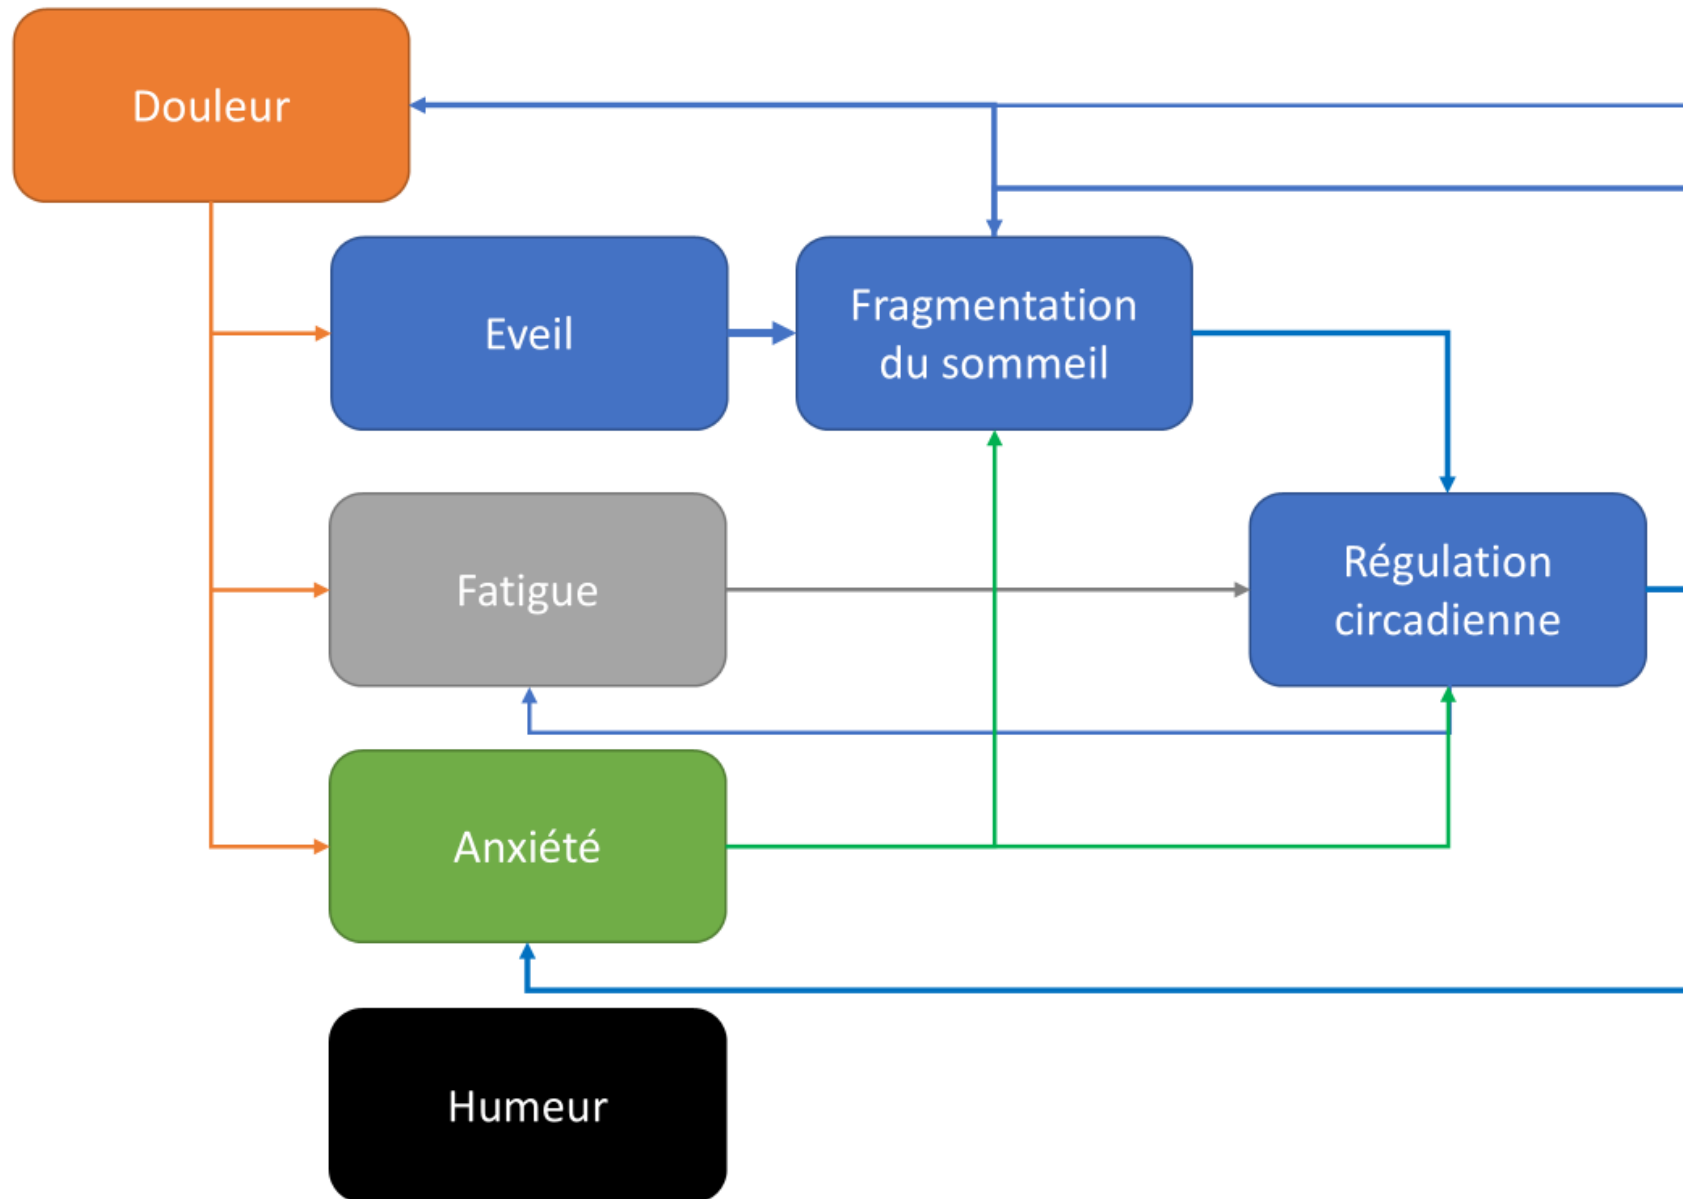 Douleur
Eveil
Fragmentation
du sommeil
Fatigue
Régulation
circadienne
Anxiété
Humeur